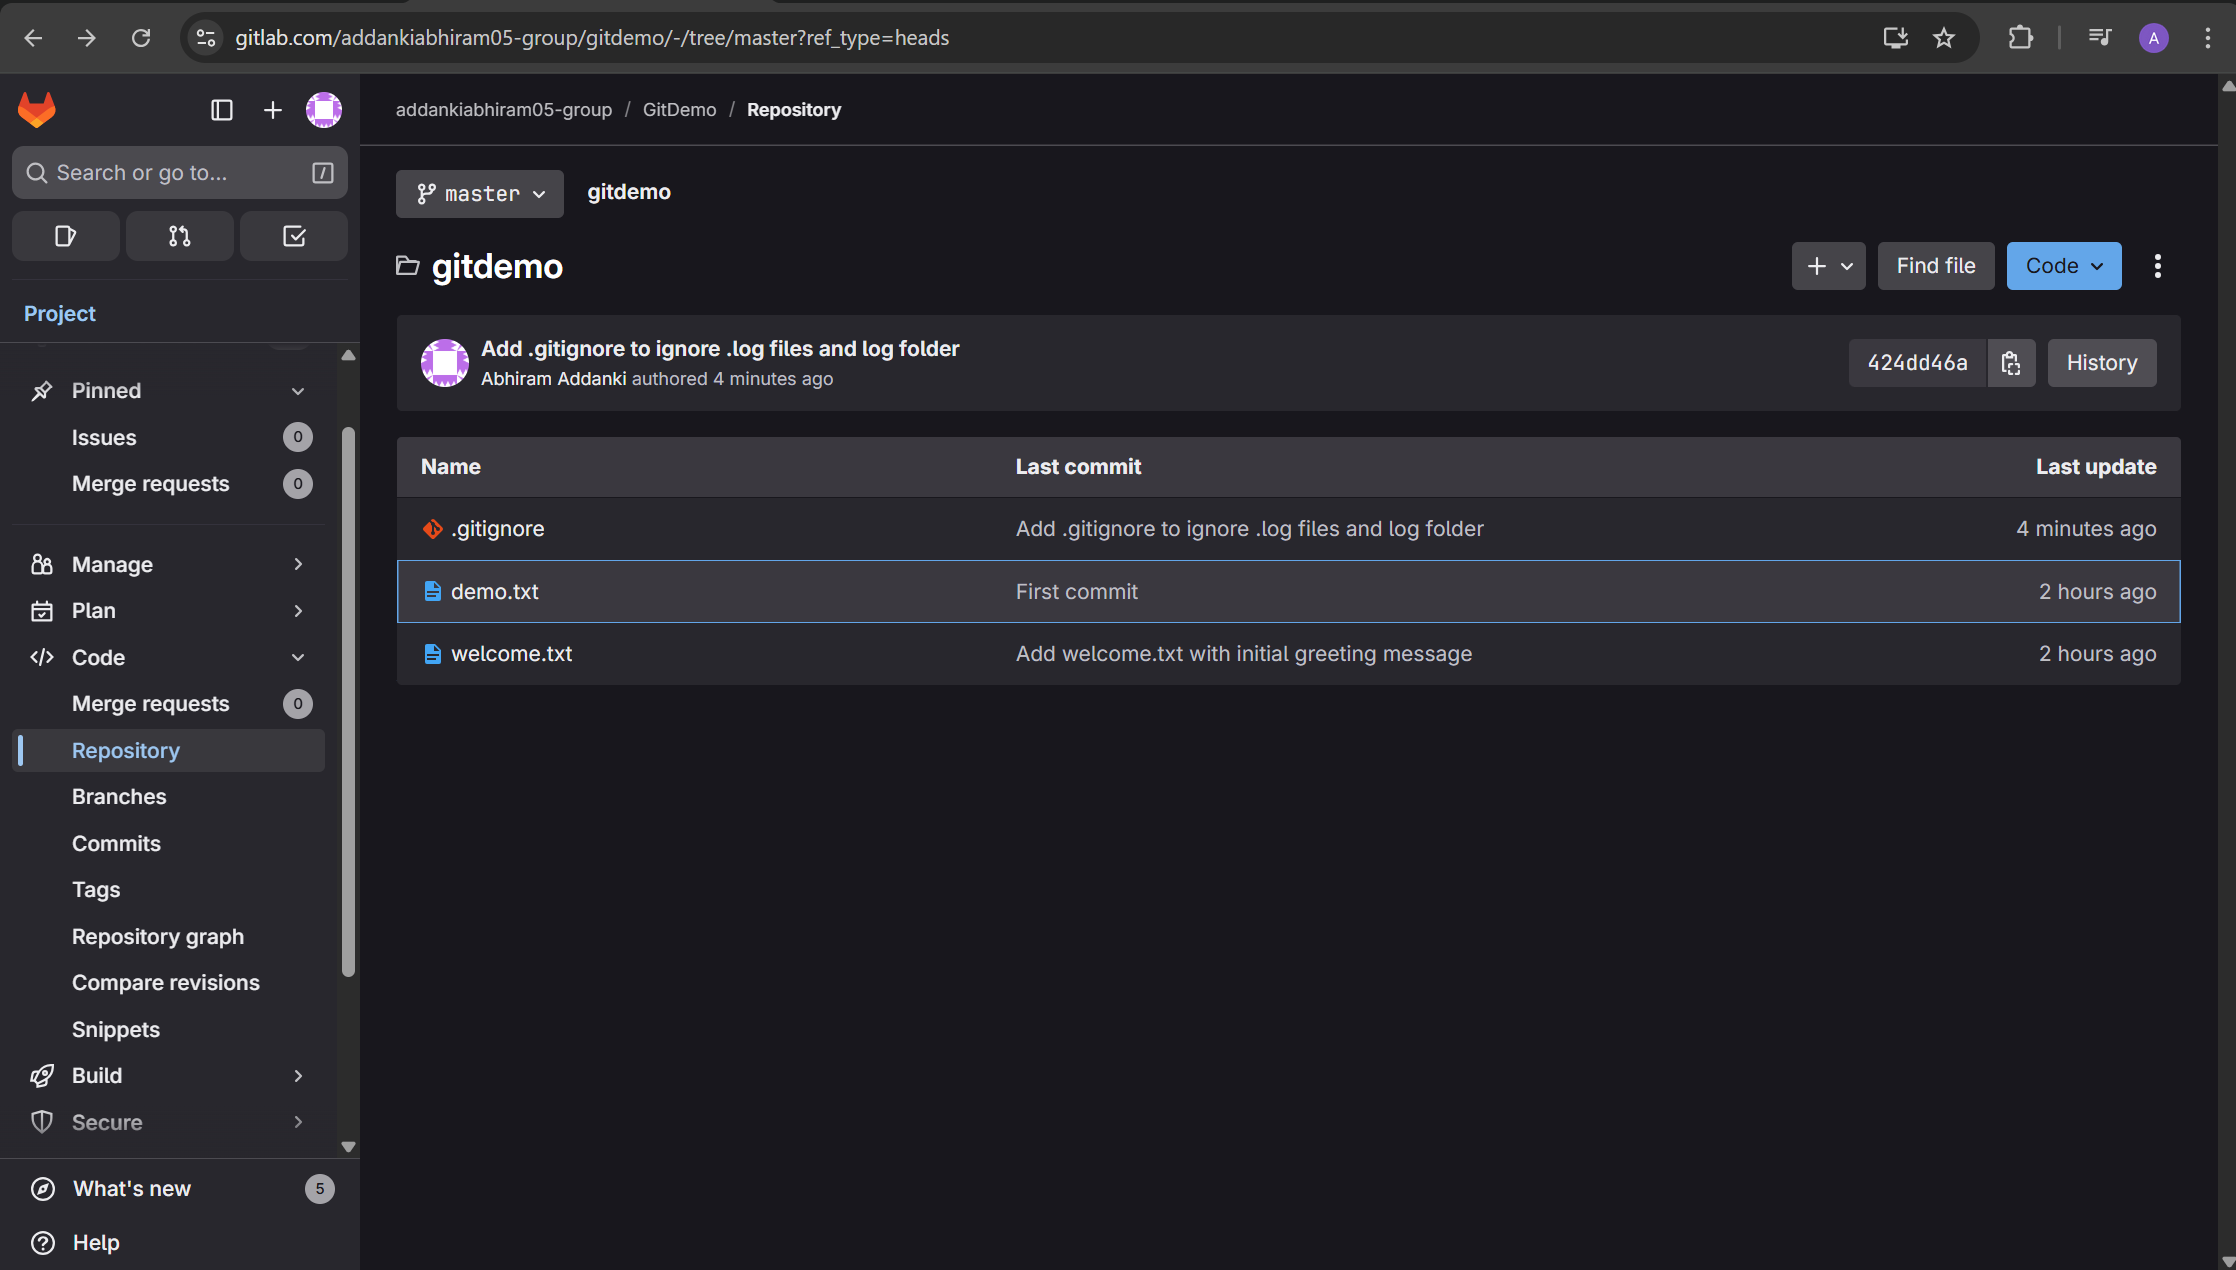 gitlab.com/addankiabhiram05-group/gitdemo/-/tree/master?ref_type=heads
A
addankiabhiram05-group / GitDemo / Repository
Search or go to...
/
master
gitdemo
gitdemo
Find file
Code
Project
Add .gitignore to ignore .log files and log folder
Abhiram Addanki authored 4 minutes ago
424dd46a
History
Pinned
Issues 0
Merge requests 0
Manage
Plan
Code
Merge requests 0
Repository
Branches
Commits
Tags
Repository graph
Compare revisions
Snippets
Build
Secure
What's new 5
Help
Name Last commit Last update
.gitignore Add .gitignore to ignore .log files and log folder 4 minutes ago
demo.txt First commit 2 hours ago
welcome.txt Add welcome.txt with initial greeting message 2 hours ago